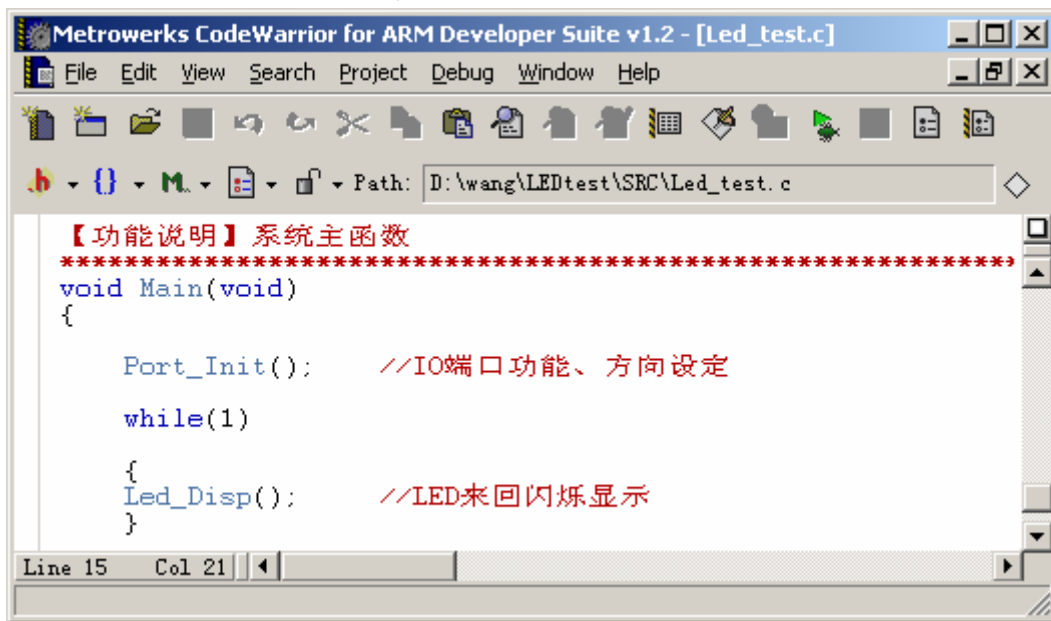 Metrowerks CodeWarrior for ARM Developer Suite v1.2 - [Led_test.c]
File Edit View Search Project Debug Window Help
.h {} M.. Path: D:\wang\LEDtest\SRC\Led_test.c
【功能说明】系统主函数
*************************************************************
void Main(void)
{
Port_Init(); //IO端口功能、方向设定
while(1)
{
Led_Disp(); //LED来回闪烁显示
}
Line 15 Col 21